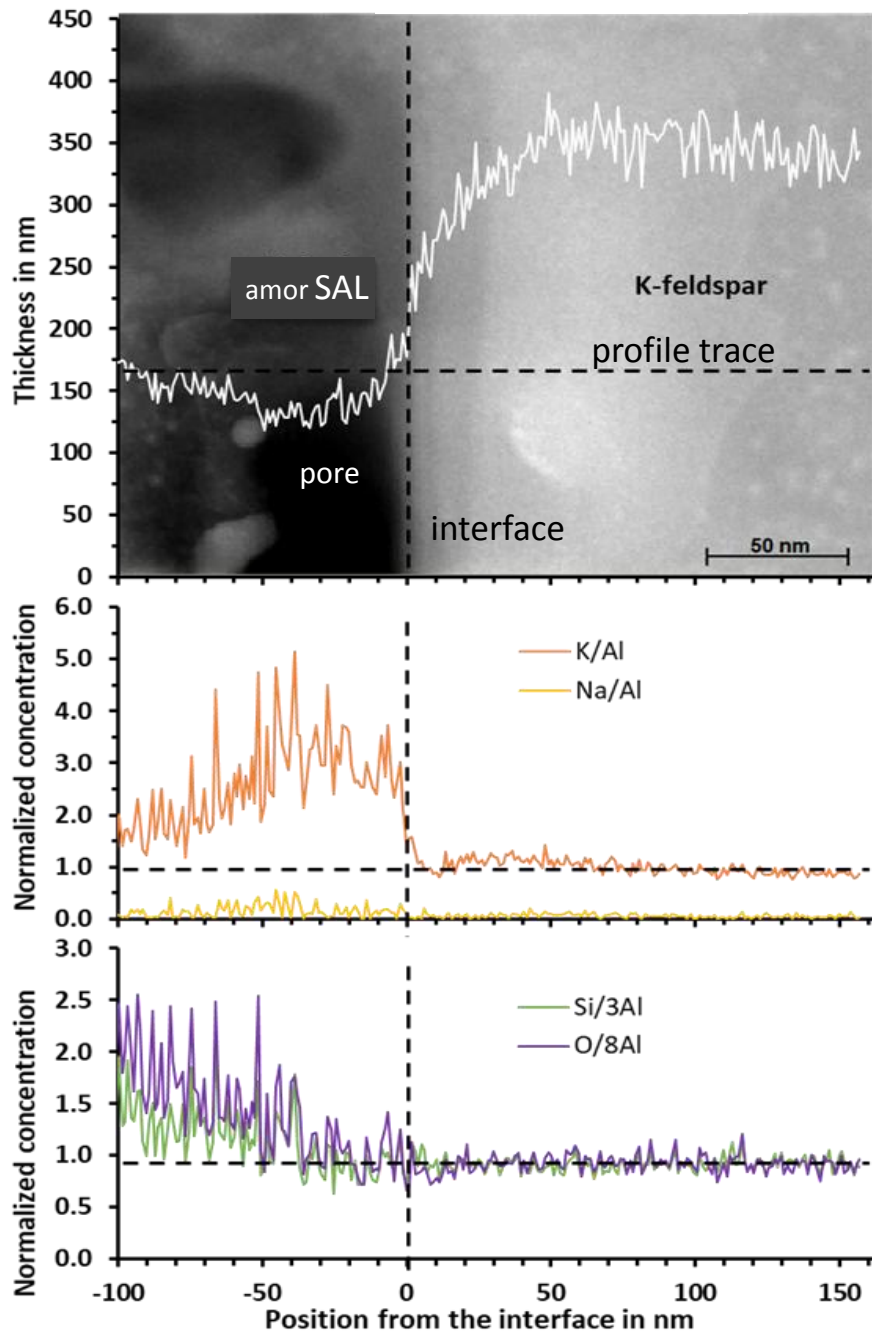 450
400
350
300
250
200
150
100
50
0
Thickness in nm
amor SAL
K-feldspar
profile trace
pore
interface
50 nm
6.0
5.0
4.0
3.0
2.0
1.0
0.0
Normalized concentration
K/Al
Na/Al
3.0
2.5
2.0
1.5
1.0
0.5
0.0
Normalized concentration
Si/3Al
O/8Al
-100 -50 0 50 100 150
Position from the interface in nm